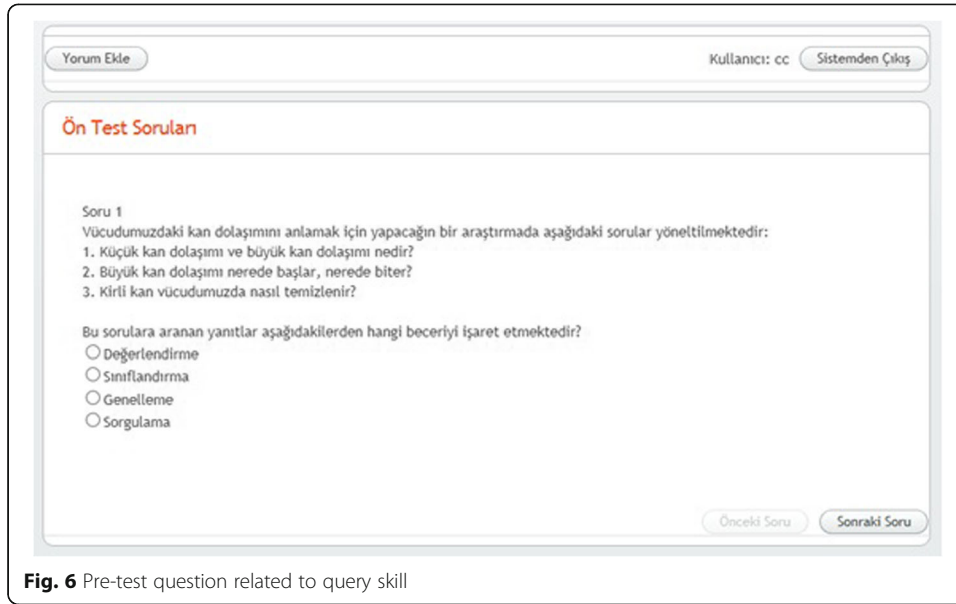 Yorum Ekle
Kullanıcı: cc
Sistemden Çıkış
Ön Test Soruları
Soru 1
Vücudumuzdaki kan dolaşımını anlamak için yapacağın bir araştırmada aşağıdaki sorular yöneltilmektedir:
1. Küçük kan dolaşımı ve büyük kan dolaşımı nedir?
2. Büyük kan dolaşımı nerede başlar, nerede biter?
3. Kirli kan vücudumuzda nasıl temizlenir?
Bu sorulara aranan yanıtlar aşağıdakilerden hangi beceriyi işaret etmektedir?
Değerlendirme
Sınıflandırma
Genelleme
Sorgulama
Önceki Soru
Sonraki Soru
Fig. 6 Pre-test question related to query skill